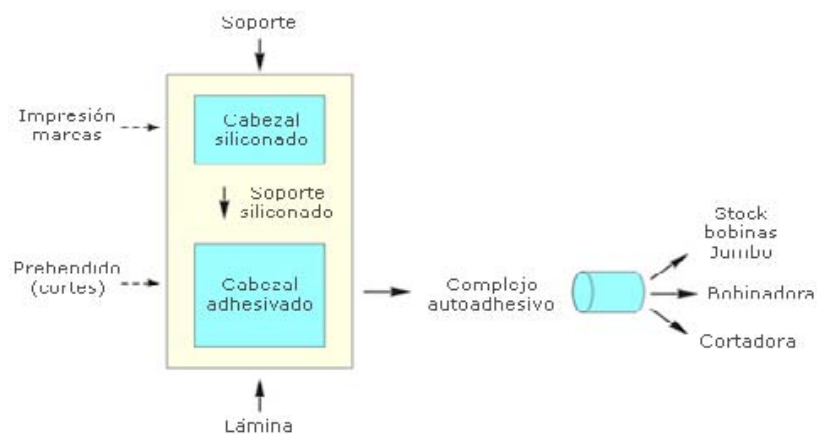 Soporte
Impresión
marcas
Cabezal
siliconado
Soporte
siliconado
Prehendido
(cortes)
Cabezal
adhesivado
Complejo
autoadhesivo
Stock
bobinas
Jumbo
Bobinadora
Cortadora
Lámina